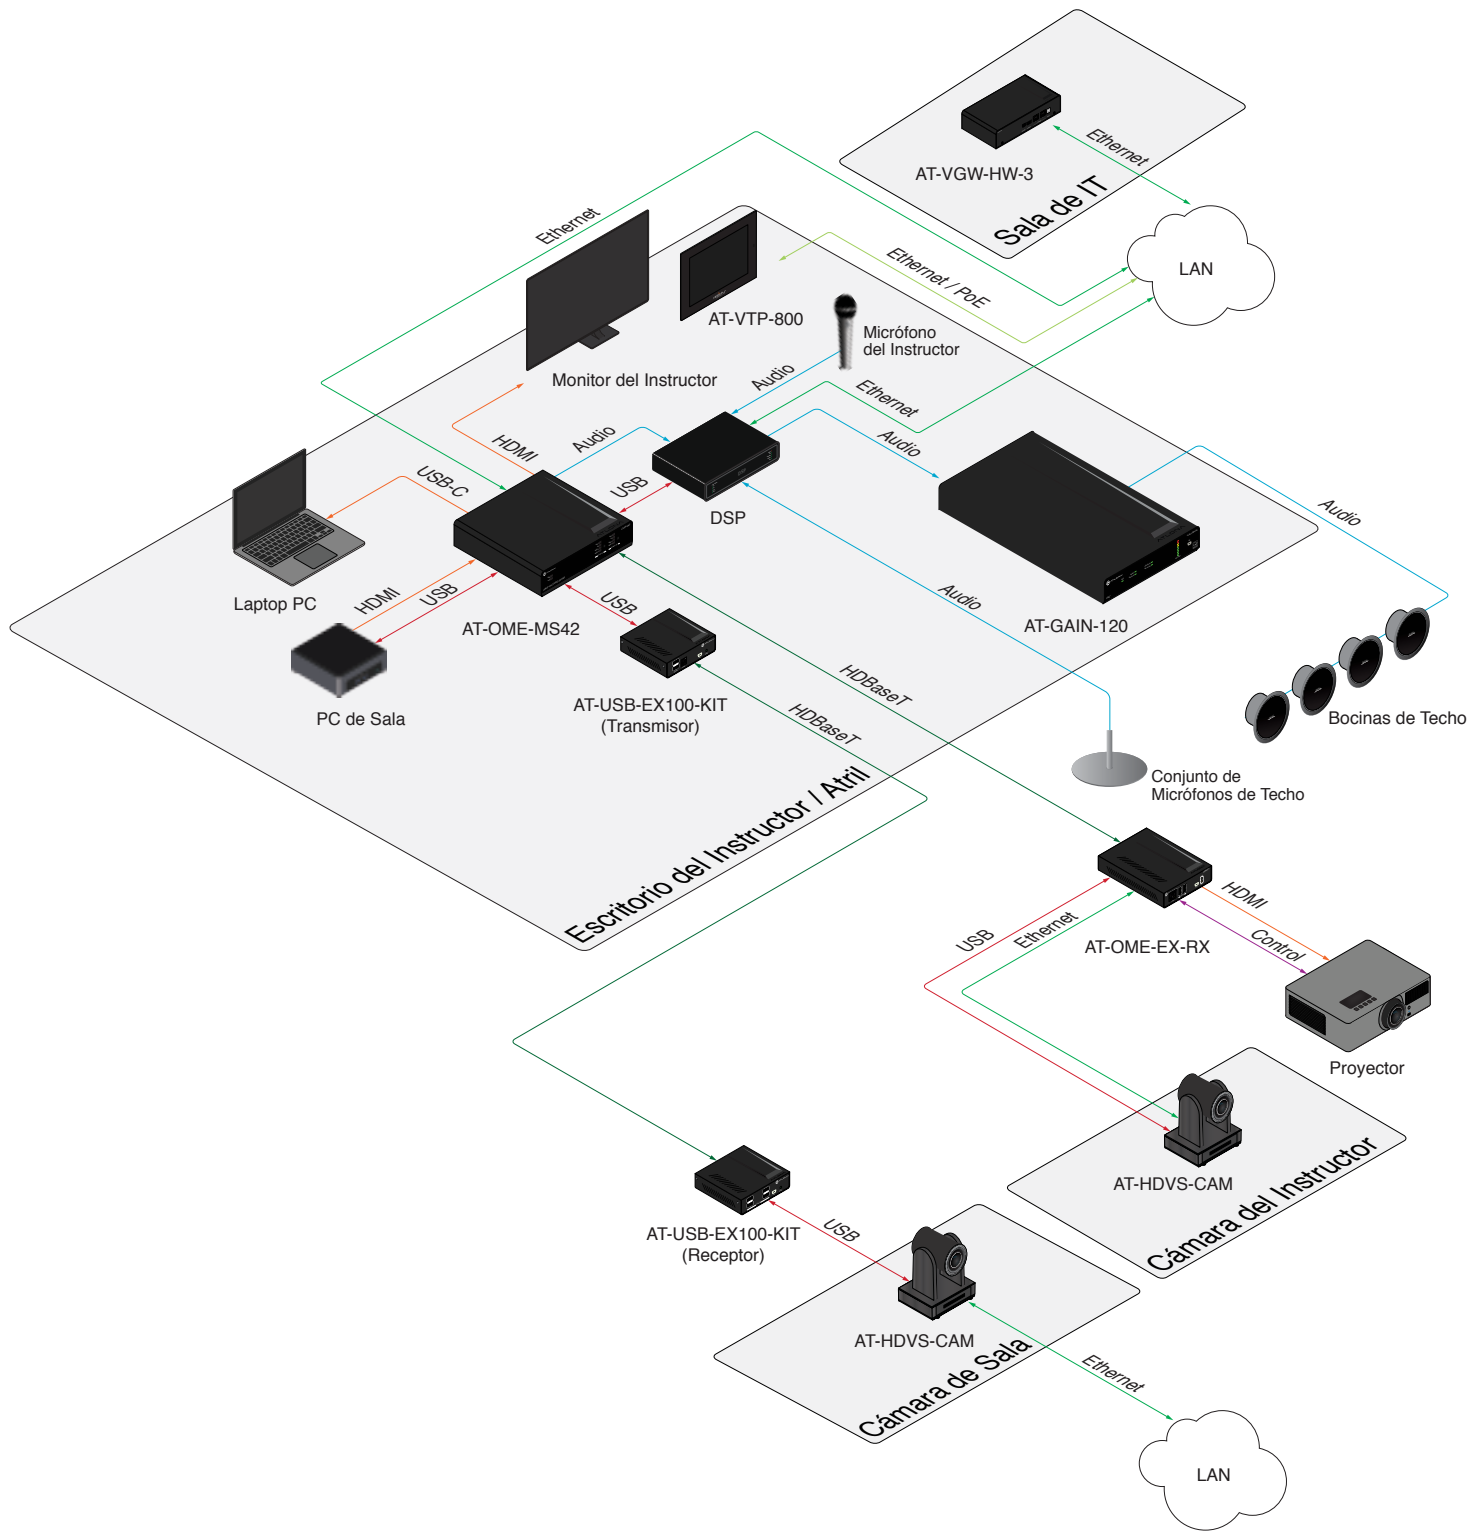 Ethernet
AT-VGW-HW-3
Sala de IT
LAN
Ethernet
Ethernet / PoE
AT-VTP-800
Micrófono
del Instructor
Monitor del Instructor
Audio
Ethernet
HDMI
Audio
Audio
USB-C
USB
DSP
Audio
Laptop PC
HDMI
USB
AT-OME-MS42
USB
Audio
AT-GAIN-120
PC de Sala
AT-USB-EX100-KIT
(Transmisor)
HDBaseT
HDBaseT
Bocinas de Techo
Conjunto de
Micrófonos de Techo
Escritorio del Instructor / Atril
USB
Ethernet
AT-OME-EX-RX
HDMI
Control
Proyector
AT-HDVS-CAM
Cámara del Instructor
AT-USB-EX100-KIT
(Receptor)
USB
AT-HDVS-CAM
Cámara de Sala
Ethernet
LAN